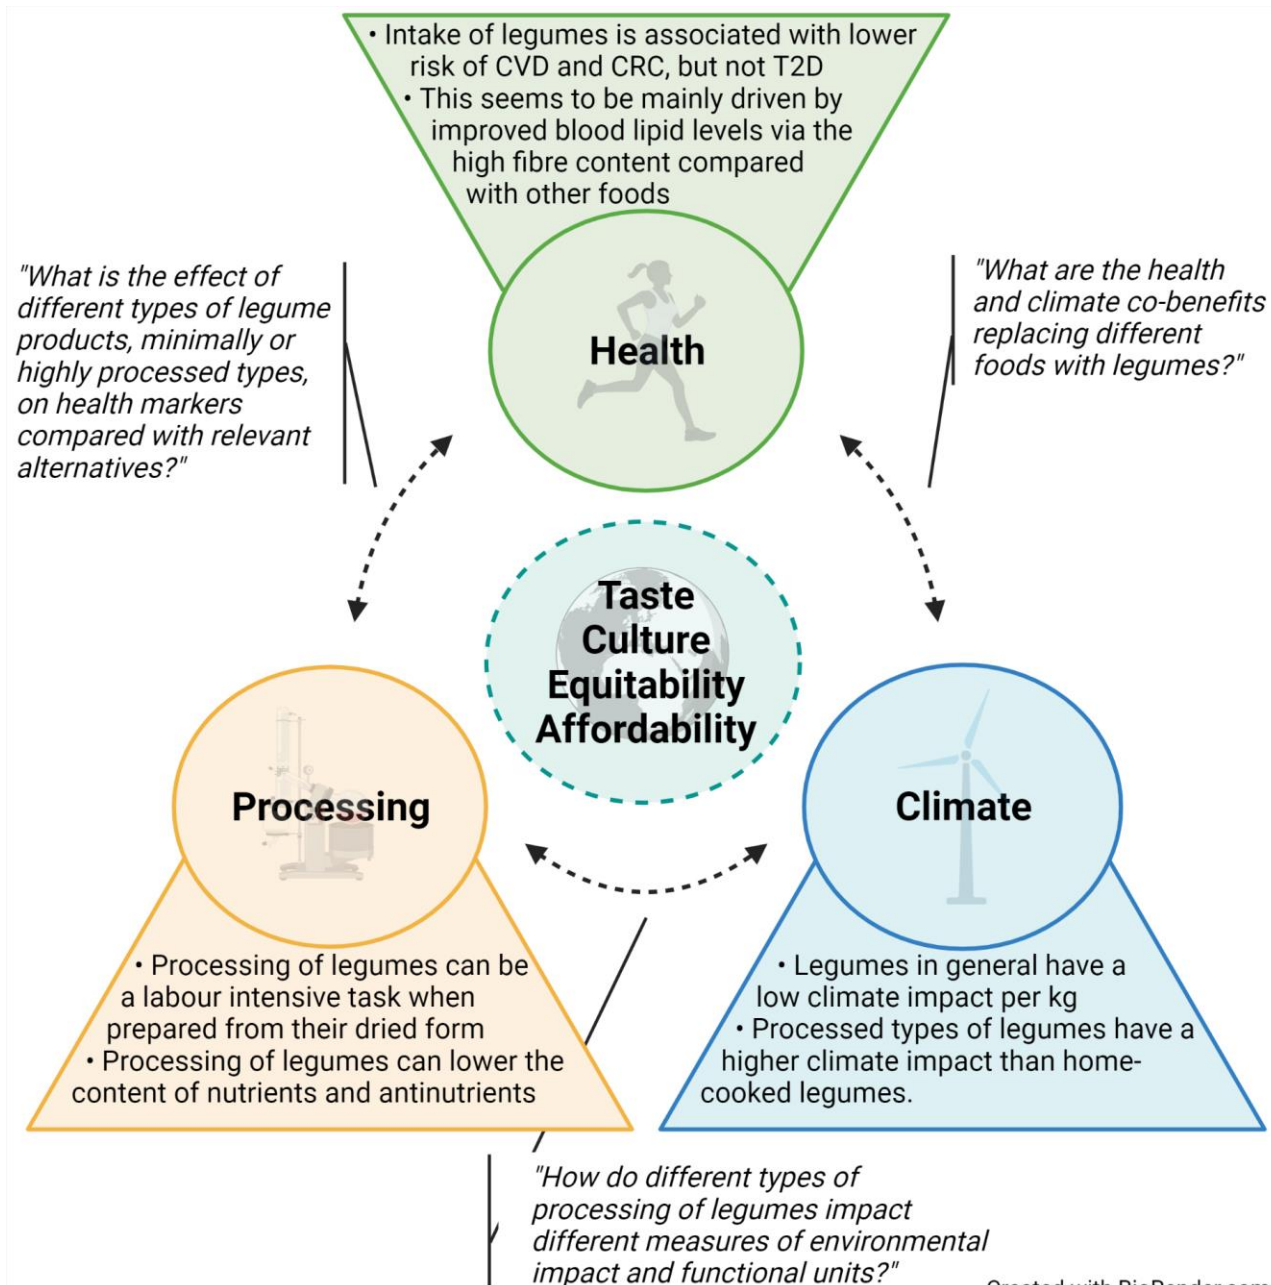 • Intake of legumes is associated with lower
risk of CVD and CRC, but not T2D
• This seems to be mainly driven by
improved blood lipid levels via the
high fibre content compared
with other foods
Health
"What is the effect of
different types of legume
products, minimally or
highly processed types,
on health markers
compared with relevant
alternatives?"
"What are the health
and climate co-benefits
replacing different
foods with legumes?"
Taste
Culture
Equitability
Affordability
Processing
• Processing of legumes can be
a labour intensive task when
prepared from their dried form
• Processing of legumes can lower the
content of nutrients and antinutrients
Climate
• Legumes in general have a
low climate impact per kg
• Processed types of legumes have a
higher climate impact than home-
cooked legumes.
"How do different types of
processing of legumes impact
different measures of environmental
impact and functional units?"
Created with BioRender.com